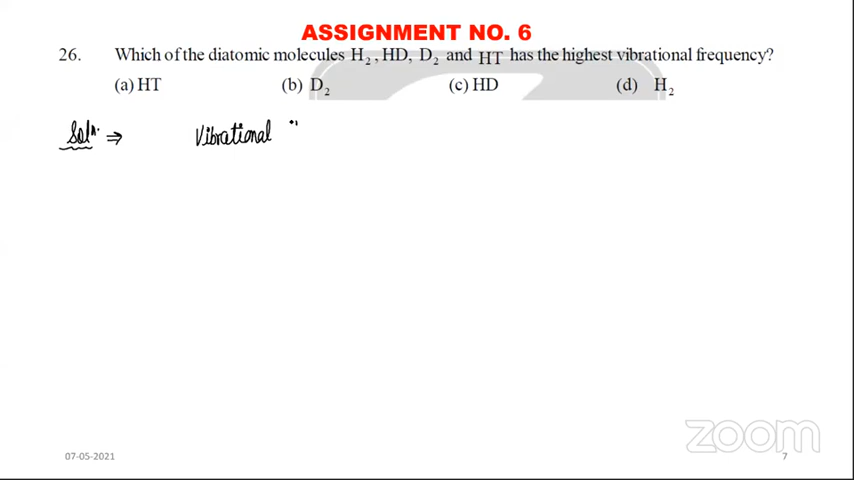 ASSIGNMENT NO. 6
26. Which of the diatomic molecules H₂, HD, D₂ and HT has the highest vibrational frequency?
(a) HT (b) D₂ (c) HD (d) H₂
Solⁿ. ⇒ Vibrational
zoom
07-05-2021 7